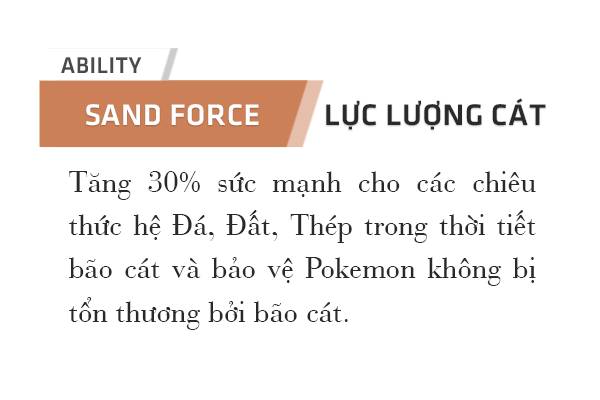 ABILITY
SAND FORCE LỰC LƯỢNG CÁT
Tăng 30% sức mạnh cho các chiêu
thức hệ Đá, Đất, Thép trong thời tiết
bão cát và bảo vệ Pokemon không bị
tổn thương bởi bão cát.